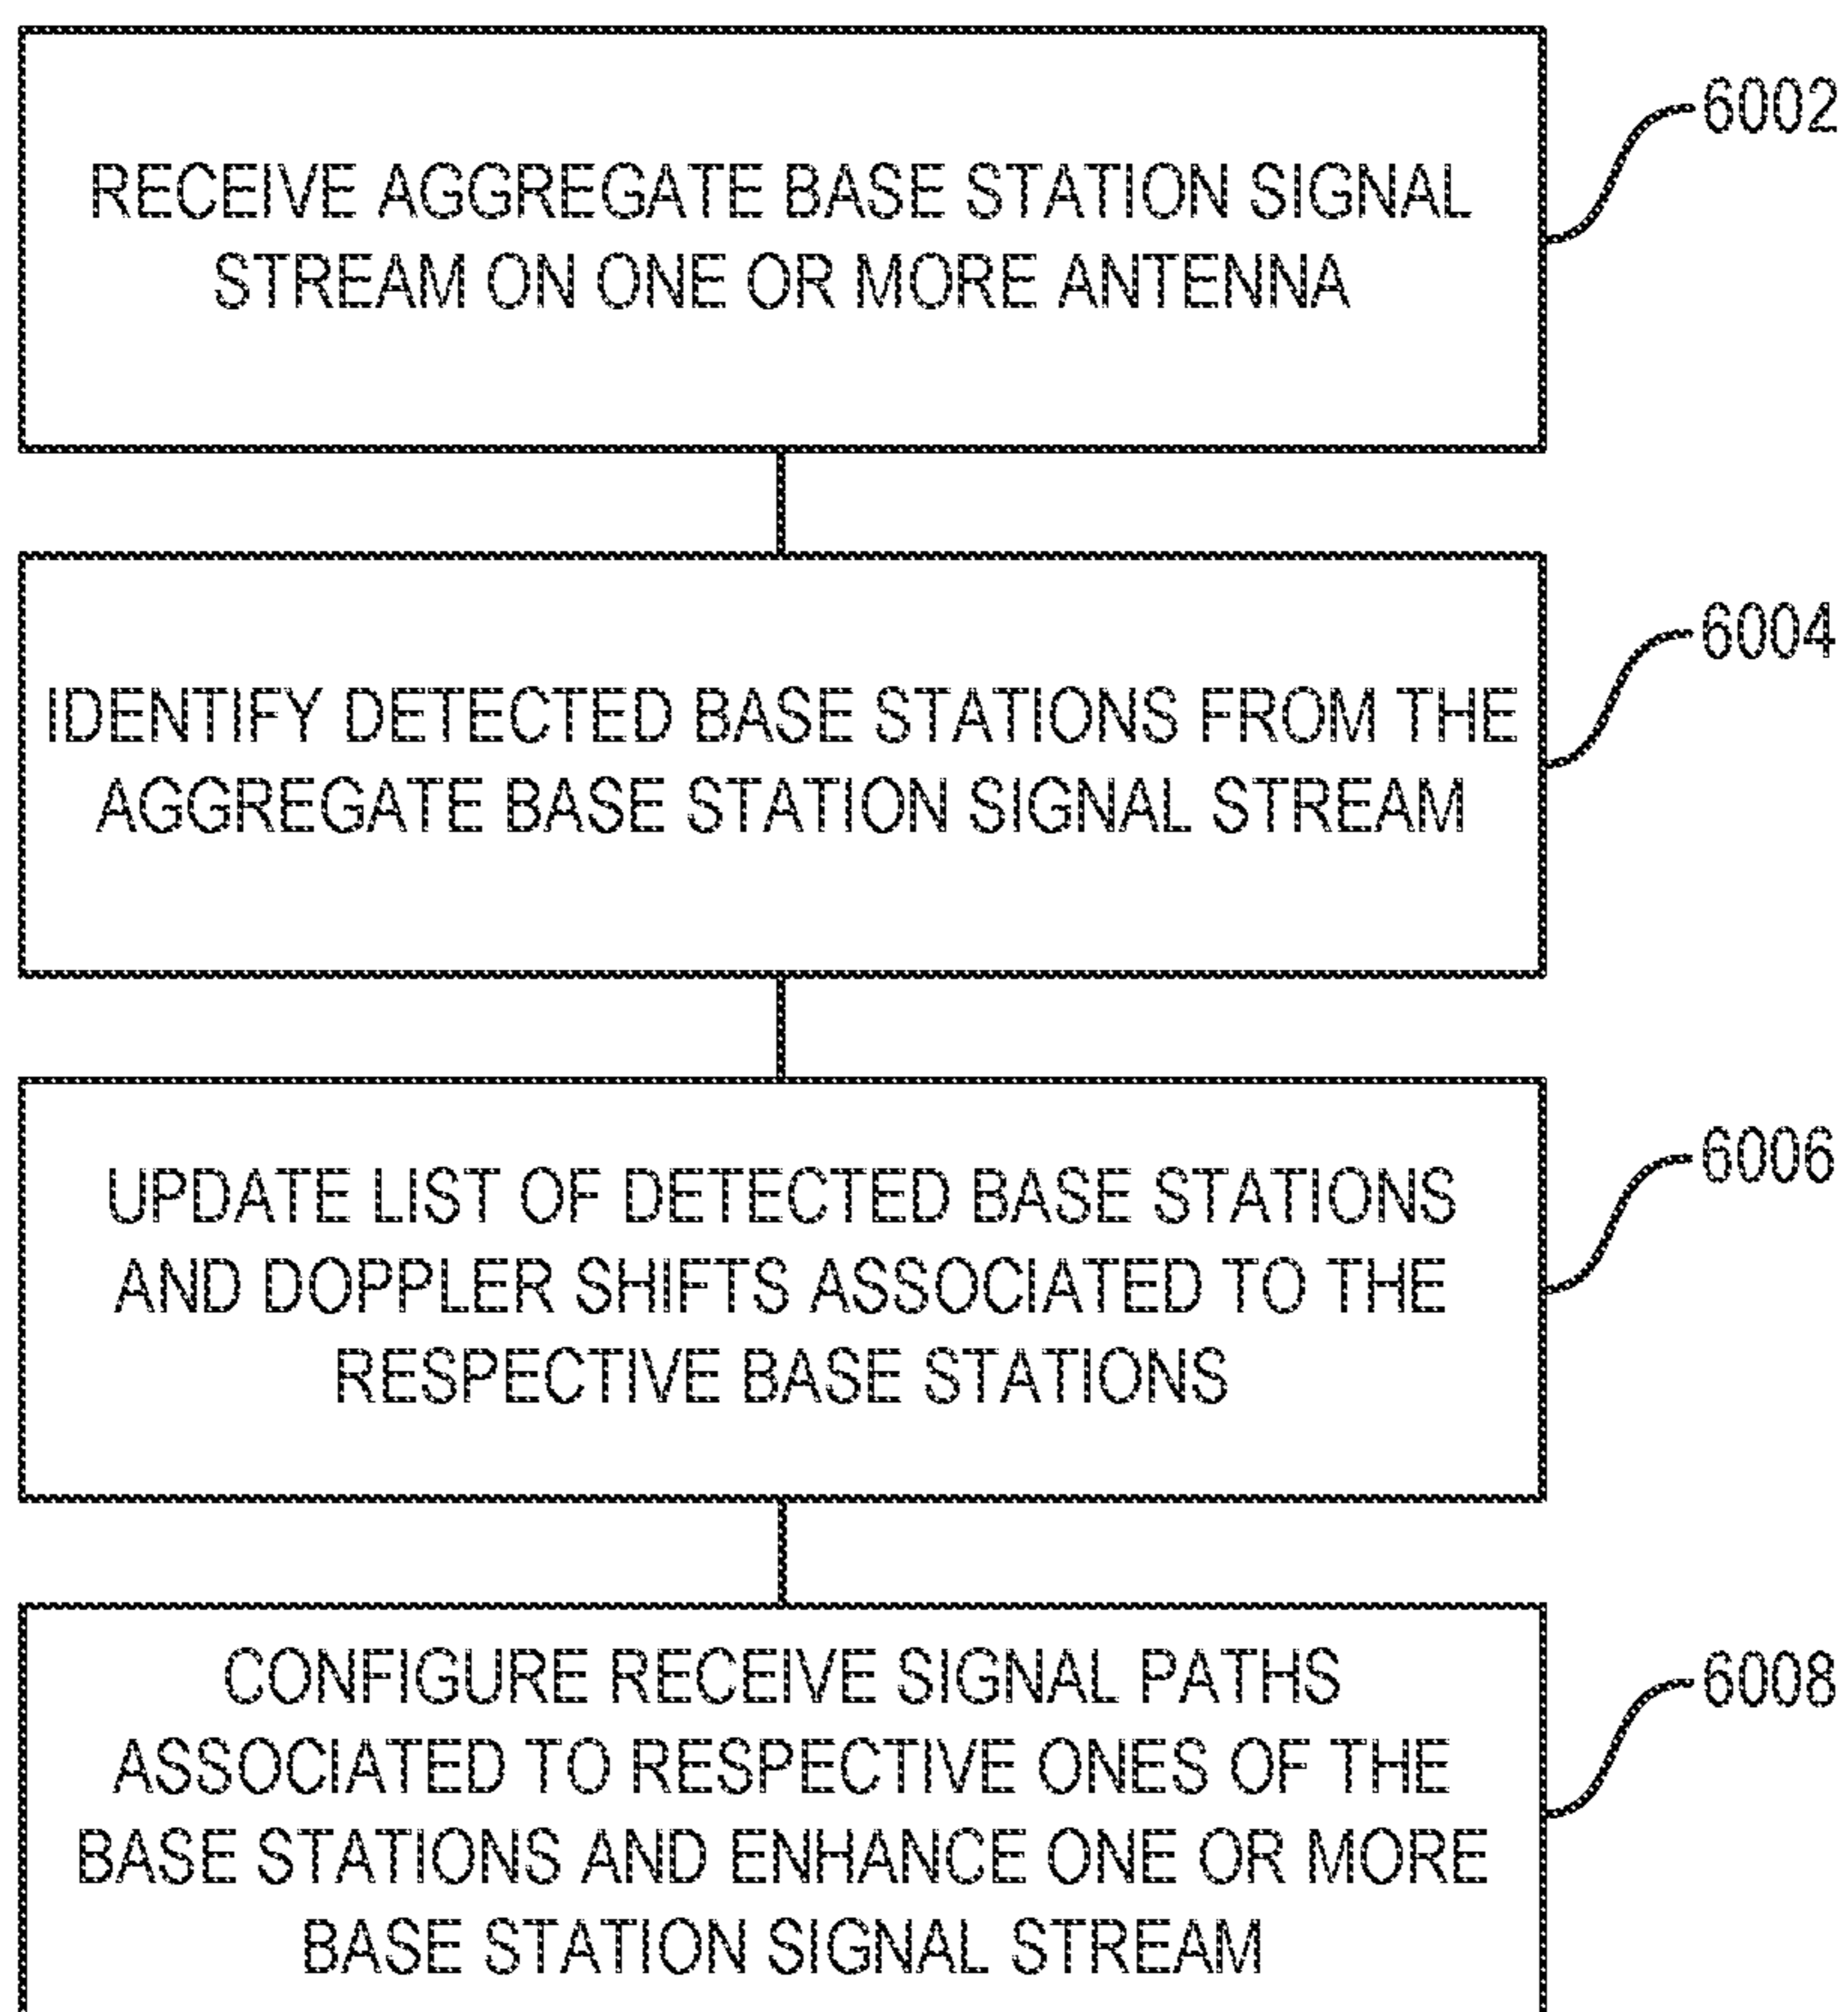 6002
RECEIVE AGGREGATE BASE STATION SIGNAL
STREAM ON ONE OR MORE ANTENNA
6004
IDENTIFY DETECTED BASE STATIONS FROM THE
AGGREGATE BASE STATION SIGNAL STREAM
6006
UPDATE LIST OF DETECTED BASE STATIONS
AND DOPPLER SHIFTS ASSOCIATED TO THE
RESPECTIVE BASE STATIONS
6008
CONFIGURE RECEIVE SIGNAL PATHS
ASSOCIATED TO RESPECTIVE ONES OF THE
BASE STATIONS AND ENHANCE ONE OR MORE
BASE STATION SIGNAL STREAM